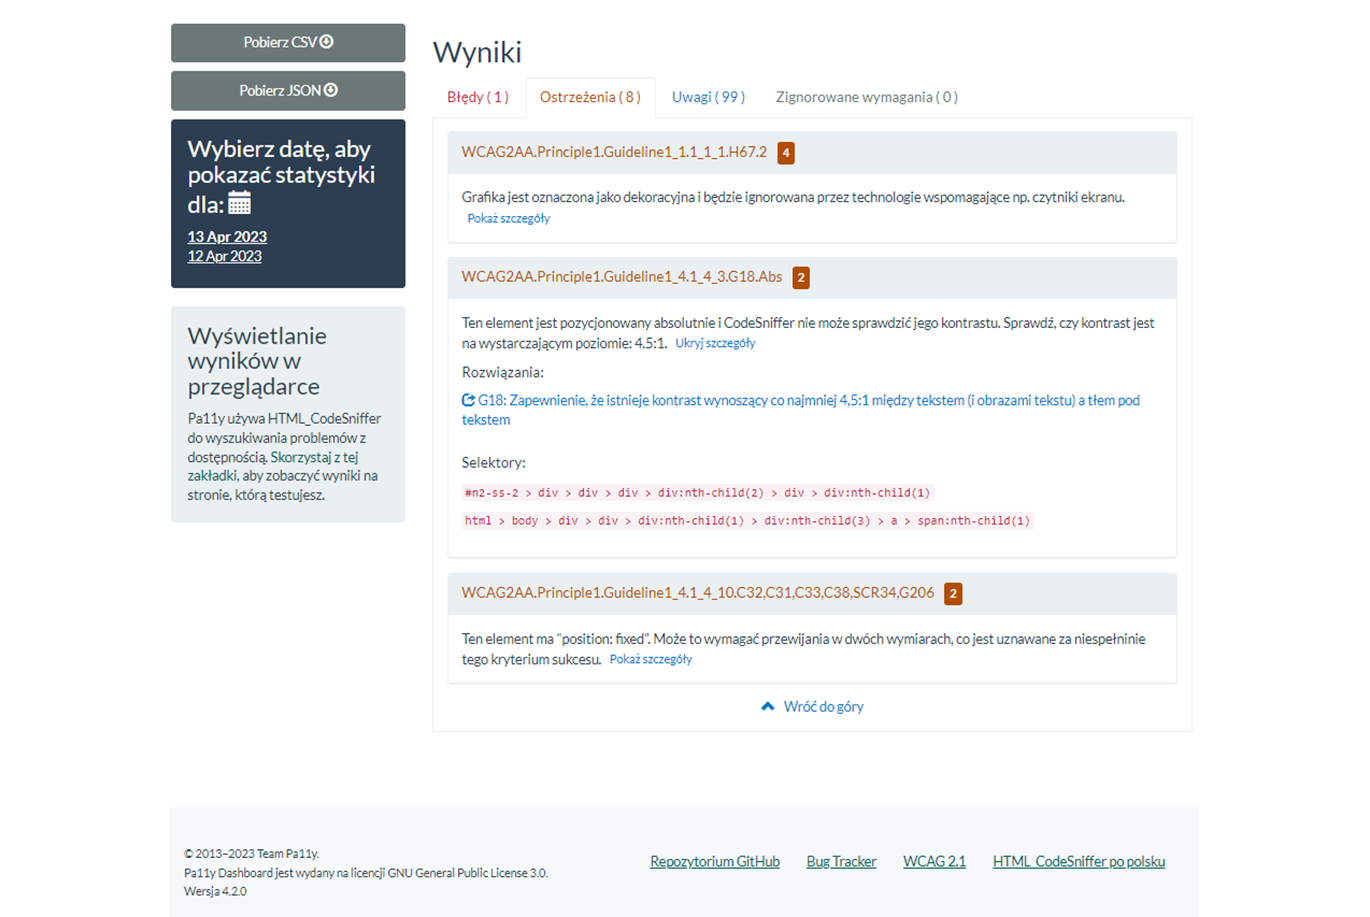 Pobierz CSV
Pobierz JSON
Wybierz datę, aby
pokazać statystyki
dla:
13 Apr 2023
12 Apr 2023
Wyświetlanie
wyników w
przeglądarce
Pa11y używa HTML_CodeSniffer
do wyszukiwania problemów z
dostępnością. Skorzystaj z tej
zakładki, aby zobaczyć wyniki na
stronie, którą testujesz.
Wyniki
Błędy ( 1 )
Ostrzeżenia ( 8 )
Uwagi ( 99 )
Zignorowane wymagania ( 0 )
WCAG2AA.Principle1.Guideline1_1.1_1_1.H67.2 4
Grafika jest oznaczona jako dekoracyjna i będzie ignorowana przez technologie wspomagające np. czytniki ekranu.
Pokaż szczegóły
WCAG2AA.Principle1.Guideline1_4.1_4_3.G18.Abs 2
Ten element jest pozycjonowany absolutnie i CodeSniffer nie może sprawdzić jego kontrastu. Sprawdź, czy kontrast jest
na wystarczającym poziomie: 4.5:1. Ukryj szczegóły
Rozwiązania:
G18: Zapewnienie, że istnieje kontrast wynoszący co najmniej 4,5:1 między tekstem (i obrazami tekstu) a tłem pod
tekstem
Selektory:
#n2-ss-2 > div > div > div > div:nth-child(2) > div > div:nth-child(1)
html > body > div > div > div:nth-child(1) > div:nth-child(3) > a > span:nth-child(1)
WCAG2AA.Principle1.Guideline1_4.1_4_10.C32,C31,C33,C38,SCR34,G206 2
Ten element ma "position: fixed". Może to wymagać przewijania w dwóch wymiarach, co jest uznawane za niespełninie
tego kryterium sukcesu. Pokaż szczegóły
Wróć do góry
© 2013–2023 Team Pa11y.
Pa11y Dashboard jest wydany na licencji GNU General Public License 3.0.
Wersja 4.2.0
Repozytorium GitHub
Bug Tracker
WCAG 2.1
HTML_CodeSniffer po polsku